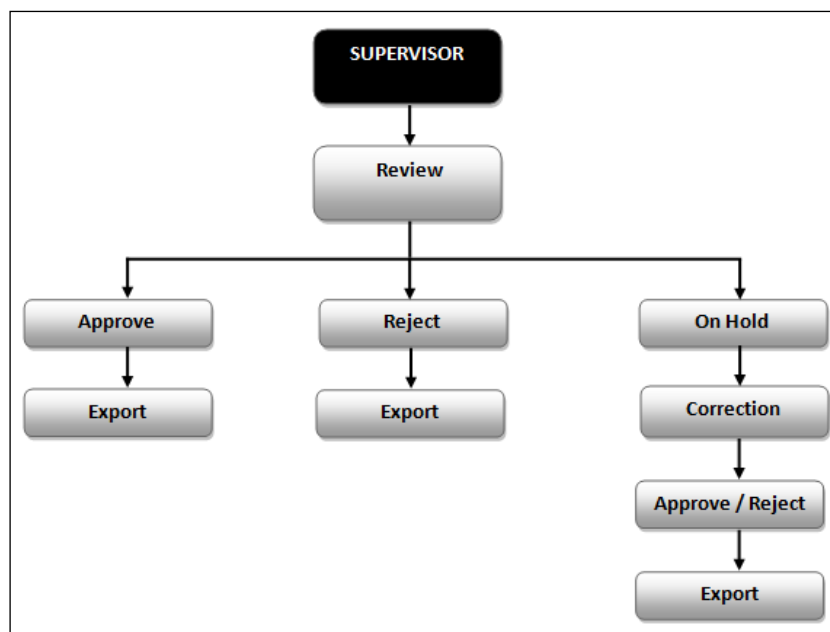 SUPERVISOR
Review
Approve
Reject
On Hold
Export
Export
Correction
Approve / Reject
Export